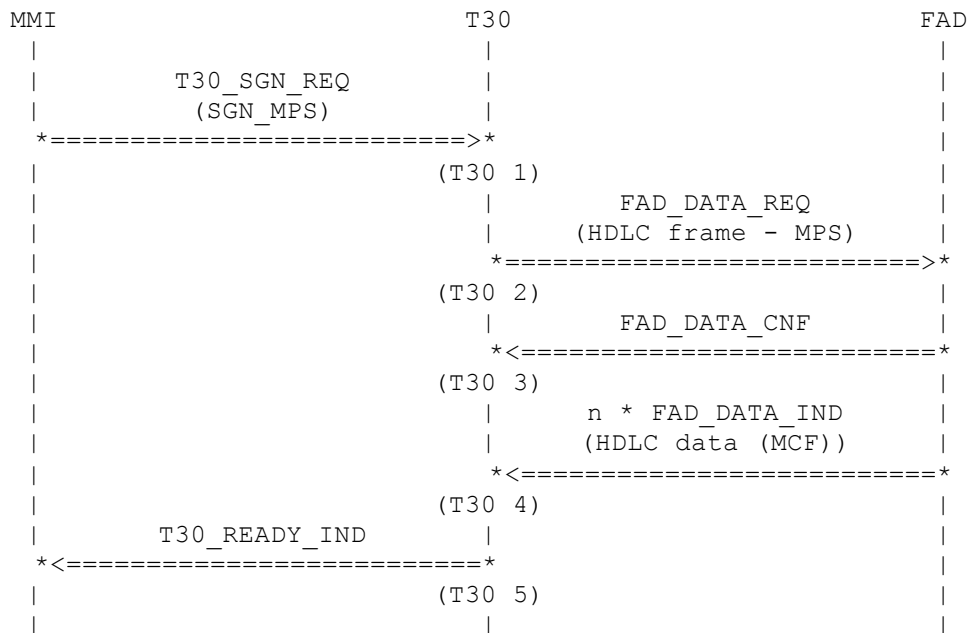 MMI T30 FAD
| | |
| T30_SGN_REQ | |
| (SGN_MPS) | |
*==========================>* |
| (T30 1) |
| | FAD_DATA_REQ |
| | (HDLC frame - MPS) |
| *==========================>*
| (T30 2) |
| | FAD_DATA_CNF |
| *<==========================*
| (T30 3) |
| | n * FAD_DATA_IND |
| | (HDLC data (MCF)) |
| *<==========================*
| (T30 4) |
| T30_READY_IND | |
*<==========================* |
| (T30 5) |
| | |